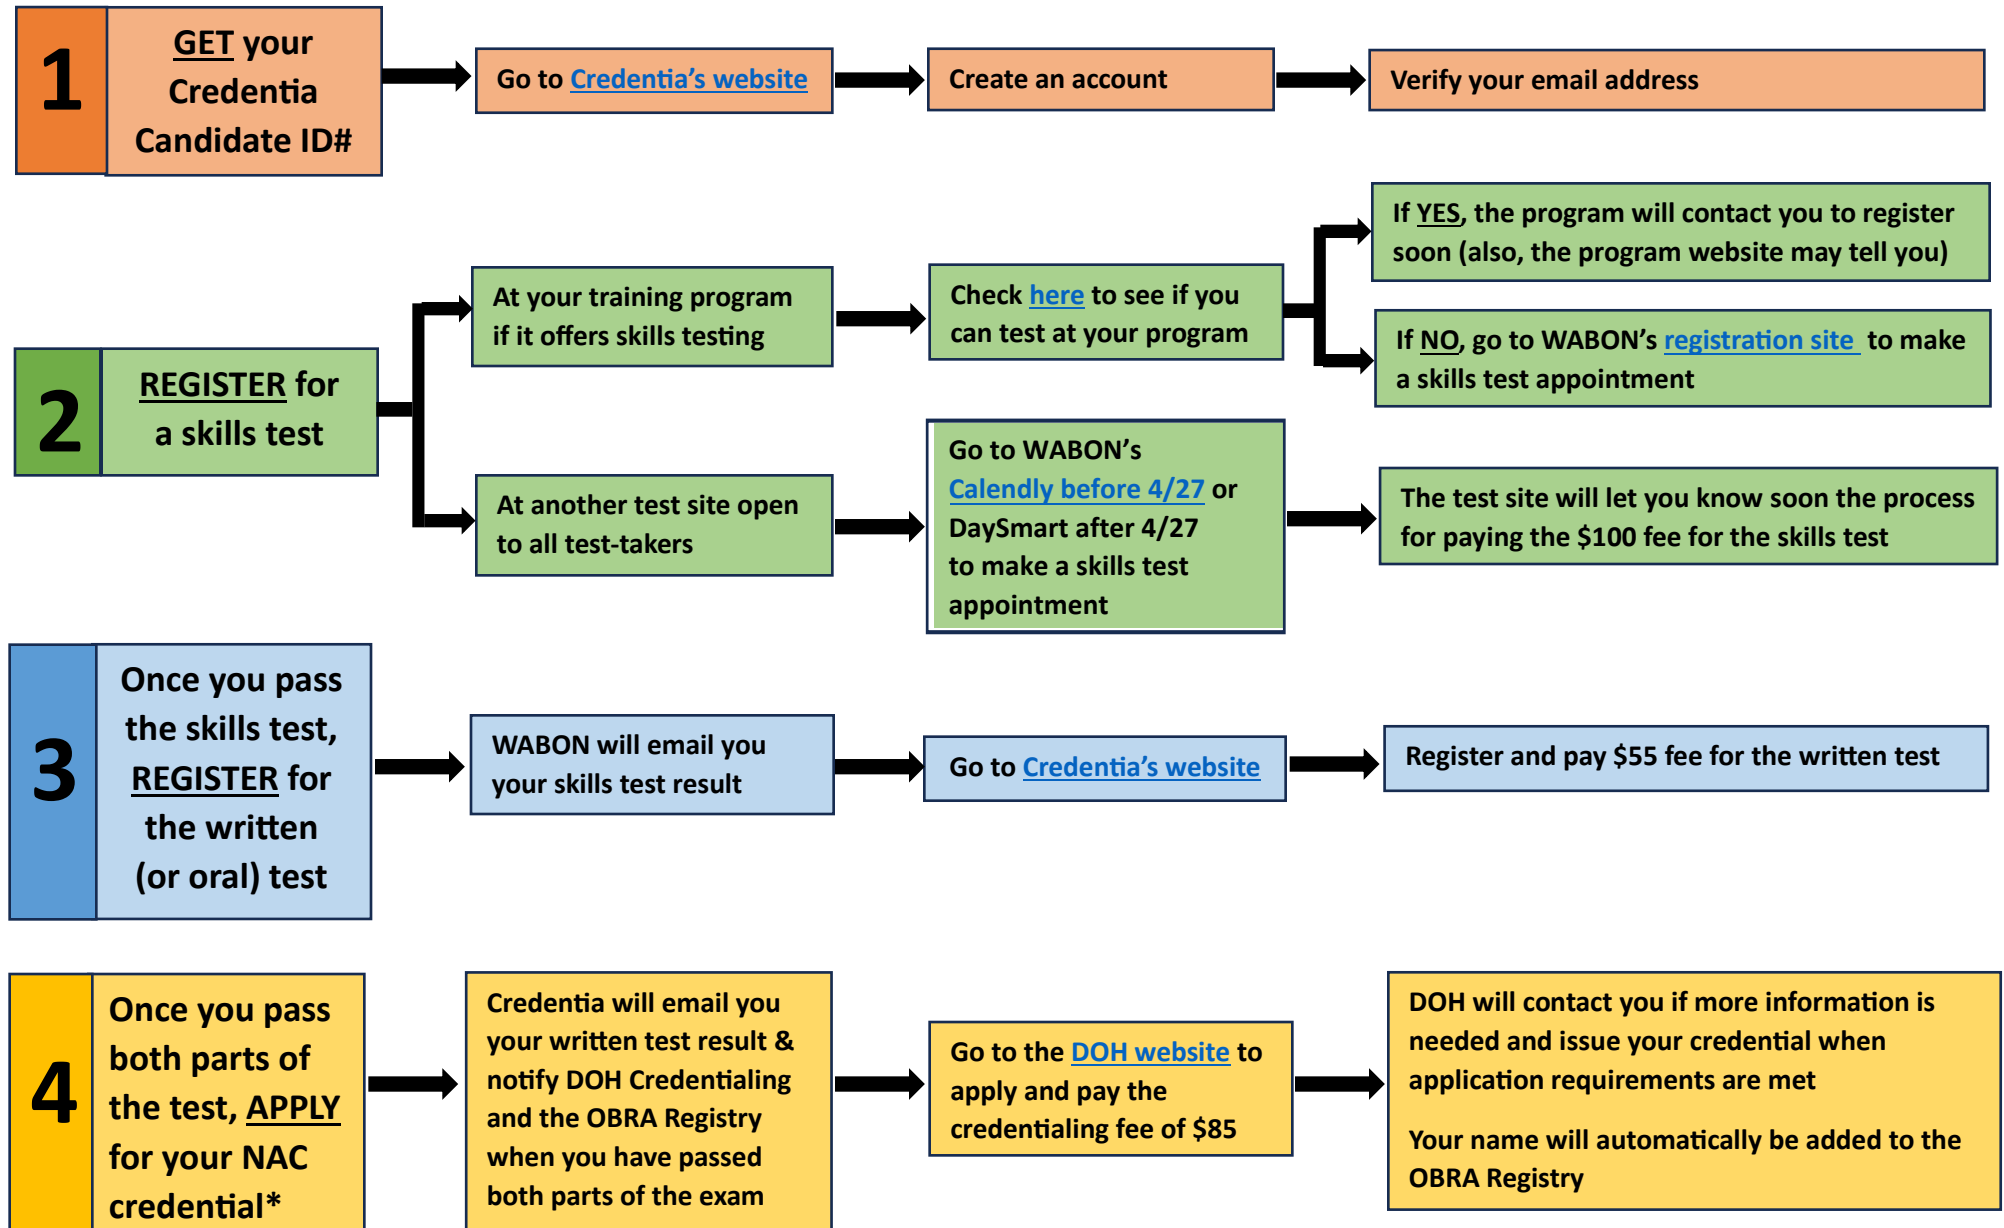 1
GET your
Credentia
Candidate ID#
Go to Credentia's website
Create an account
Verify your email address
2
REGISTER for
a skills test
At your training program
if it offers skills testing
Check here to see if you
can test at your program
If YES, the program will contact you to register
soon (also, the program website may tell you)
If NO, go to WABON's registration site to make
a skills test appointment
At another test site open
to all test-takers
Go to WABON's
Calendly before 4/27 or
DaySmart after 4/27
to make a skills test
appointment
The test site will let you know soon the process
for paying the $100 fee for the skills test
3
Once you pass
the skills test,
REGISTER for
the written
(or oral) test
WABON will email you
your skills test result
Go to Credentia's website
Register and pay $55 fee for the written test
4
Once you pass
both parts of
the test, APPLY
for your NAC
credential*
Credentia will email you
your written test result &
notify DOH Credentialing
and the OBRA Registry
when you have passed
both parts of the exam
Go to the DOH website to
apply and pay the
credentialing fee of $85
DOH will contact you if more information is
needed and issue your credential when
application requirements are met
Your name will automatically be added to the
OBRA Registry